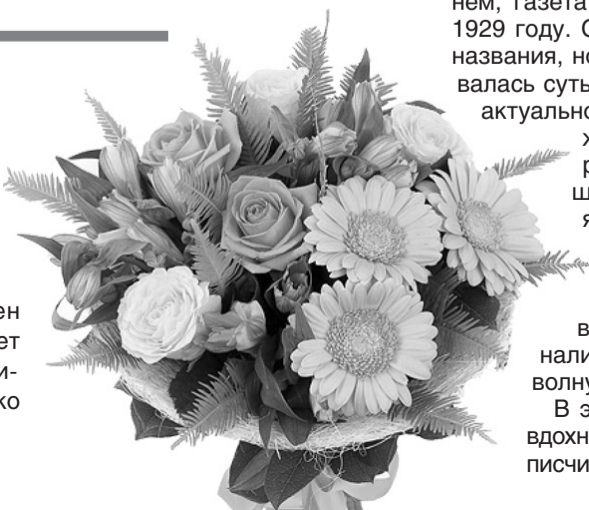 нем, газета
1929 году. С
названия, но
валась суть
актуально
ж
р
щ
я
ен
ет
и-
ко
в
нали
волну
В э
вдохн
писчи